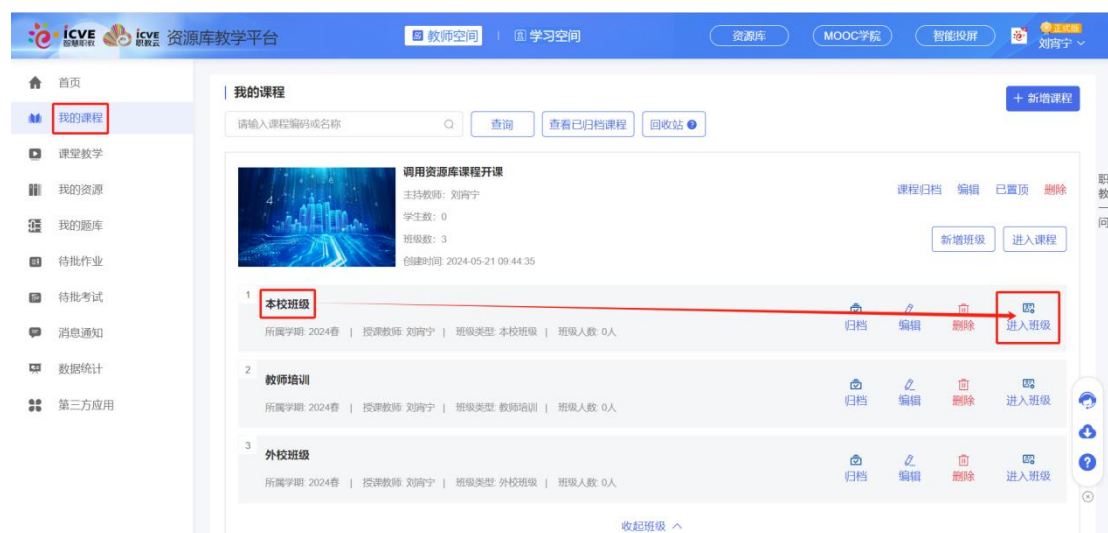 icve 智慧职教 icve 职教云 资源库教学平台 教师空间 学习空间 资源库 MOOC学院 智能投屏 正式版 刘宵宁
首页
我的课程
课堂教学
我的资源
我的题库
待批作业
待批考试
消息通知
数据统计
第三方应用
我的课程
+ 新增课程
请输入课程编码或名称 查询 查看已归档课程 回收站 ?
调用资源库课程开课
主持教师: 刘宵宁
课程归档 编辑 已置顶 删除
学生数: 0
班级数: 3
新增班级 进入课程
创建时间: 2024-05-21 09:44:35
1 本校班级
所属学期: 2024春 | 授课教师: 刘宵宁 | 班级类型: 本校班级 | 班级人数: 0人
归档 编辑 删除 进入班级
2 教师培训
所属学期: 2024春 | 授课教师: 刘宵宁 | 班级类型: 教师培训 | 班级人数: 0人
归档 编辑 删除 进入班级
3 外校班级
所属学期: 2024春 | 授课教师: 刘宵宁 | 班级类型: 外校班级 | 班级人数: 0人
归档 编辑 删除 进入班级
收起班级
职教一问